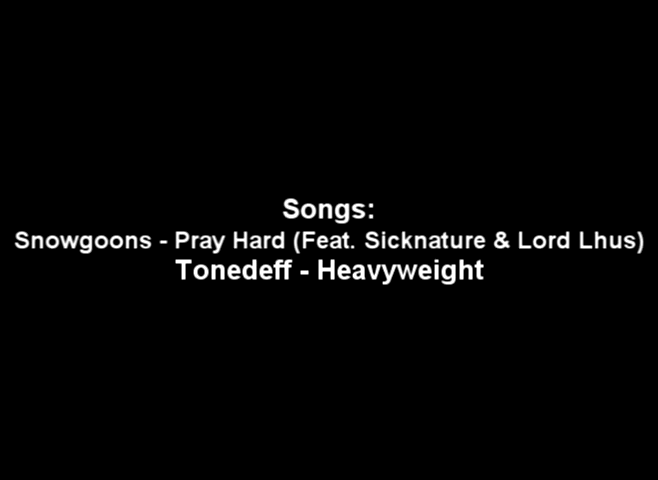 Songs:
Snowgoons - Pray Hard (Feat. Sicknature & Lord Lhus)
Tonedeff - Heavyweight